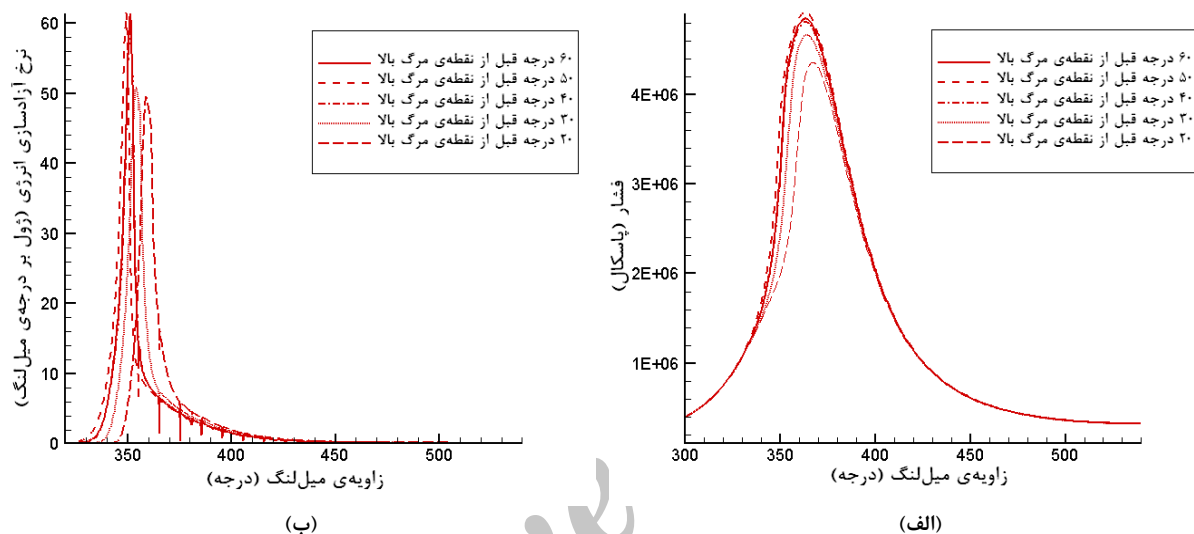 نرخ آزادسازی انرژی (ژول بر درجه‌ی میل‌لنگ)
60
50
40
30
20
10
0
350
400
450
500
زاویه‌ی میل‌لنگ (درجه)
۶۰ درجه قبل از نقطه‌ی مرگ بالا
۵۰ درجه قبل از نقطه‌ی مرگ بالا
۴۰ درجه قبل از نقطه‌ی مرگ بالا
۳۰ درجه قبل از نقطه‌ی مرگ بالا
۲۰ درجه قبل از نقطه‌ی مرگ بالا
(ب)
فشار (پاسکال)
4E+06
3E+06
2E+06
1E+06
300
350
400
450
500
زاویه‌ی میل‌لنگ (درجه)
۶۰ درجه قبل از نقطه‌ی مرگ بالا
۵۰ درجه قبل از نقطه‌ی مرگ بالا
۴۰ درجه قبل از نقطه‌ی مرگ بالا
۳۰ درجه قبل از نقطه‌ی مرگ بالا
۲۰ درجه قبل از نقطه‌ی مرگ بالا
(الف)